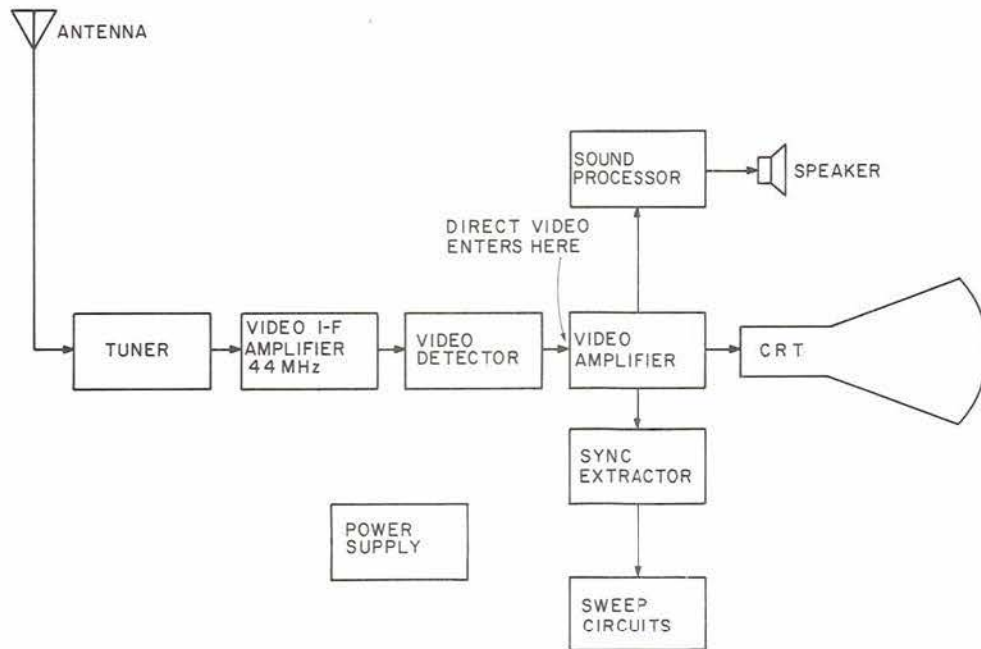 ANTENNA
SOUND
PROCESSOR
SPEAKER
DIRECT VIDEO
ENTERS HERE
TUNER
VIDEO I-F
AMPLIFIER
44 MHz
VIDEO
DETECTOR
VIDEO
AMPLIFIER
CRT
SYNC
EXTRACTOR
POWER
SUPPLY
SWEEP
CIRCUITS